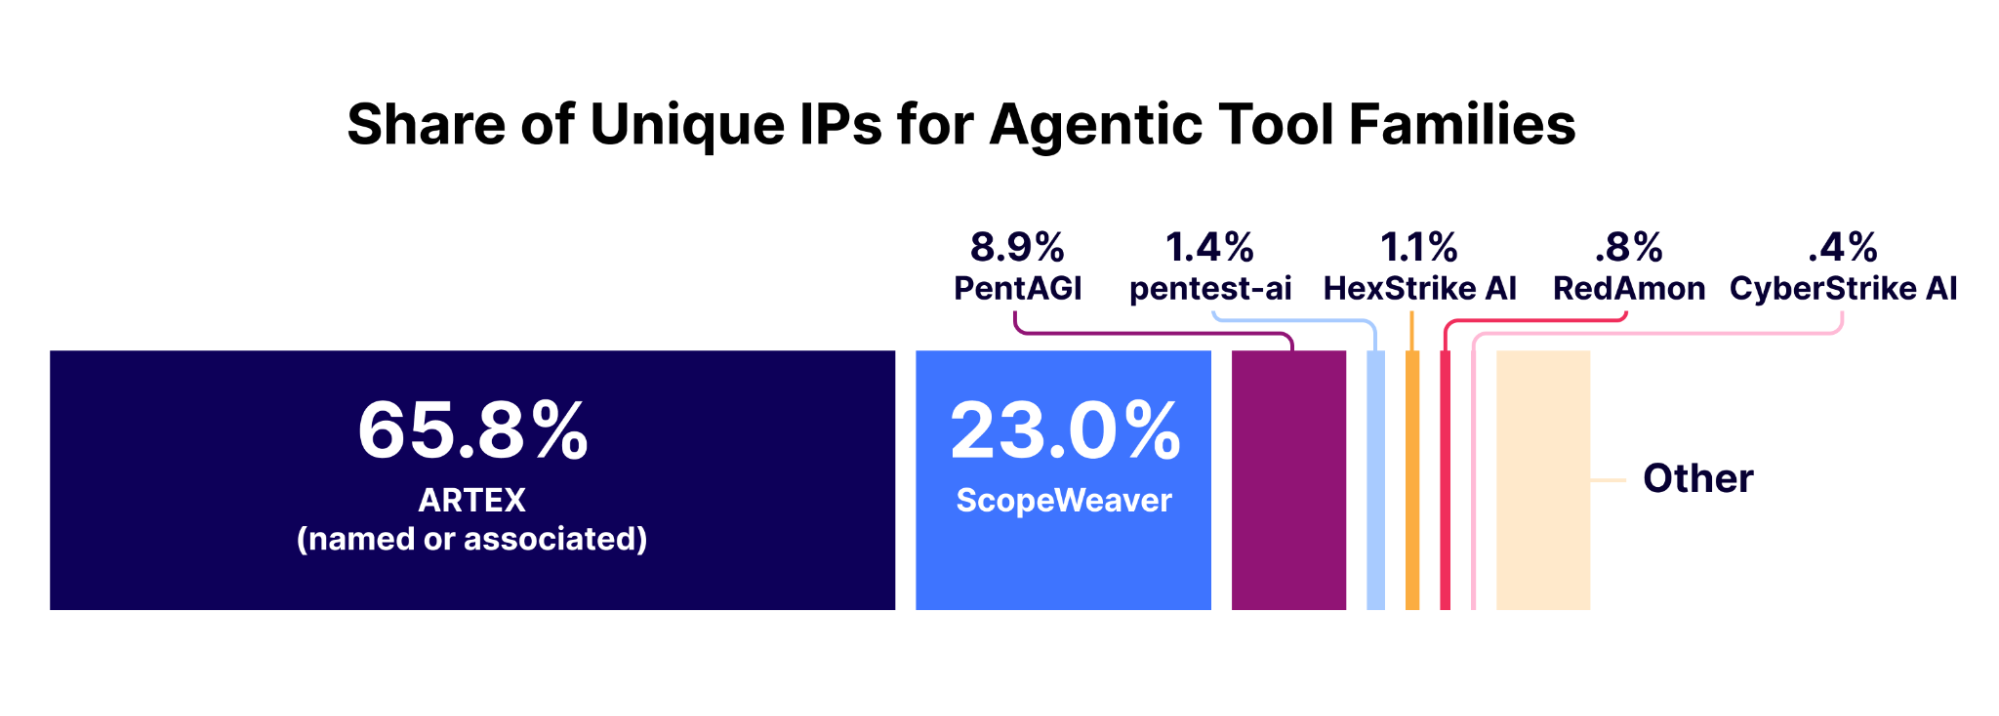 Share of Unique IPs for Agentic Tool Families
8.9%
PentAGI
1.4%
pentest-ai
1.1%
HexStrike AI
.8%
RedAmon
.4%
CyberStrike AI
65.8%
ARTEX
(named or associated)
23.0%
ScopeWeaver
Other